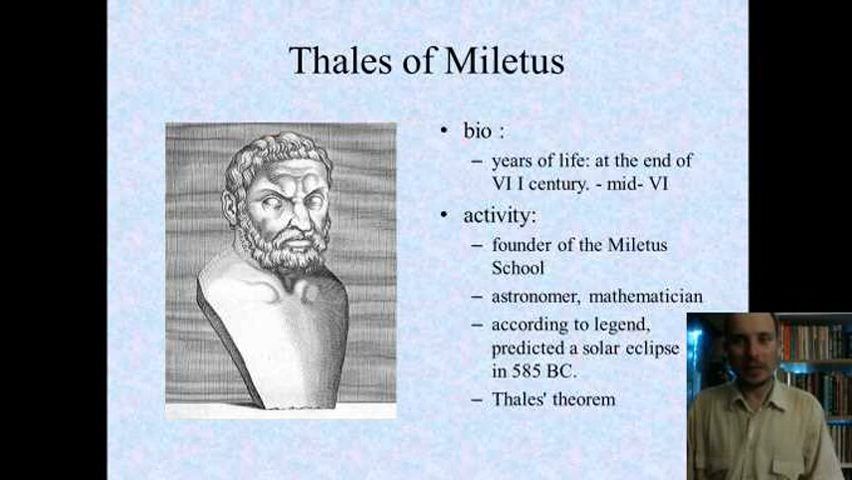 Thales of Miletus
• bio :
– years of life: at the end of
VI I century. - mid- VI
• activity:
– founder of the Miletus
School
– astronomer, mathematician
– according to legend,
predicted a solar eclipse
in 585 BC.
– Thales' theorem